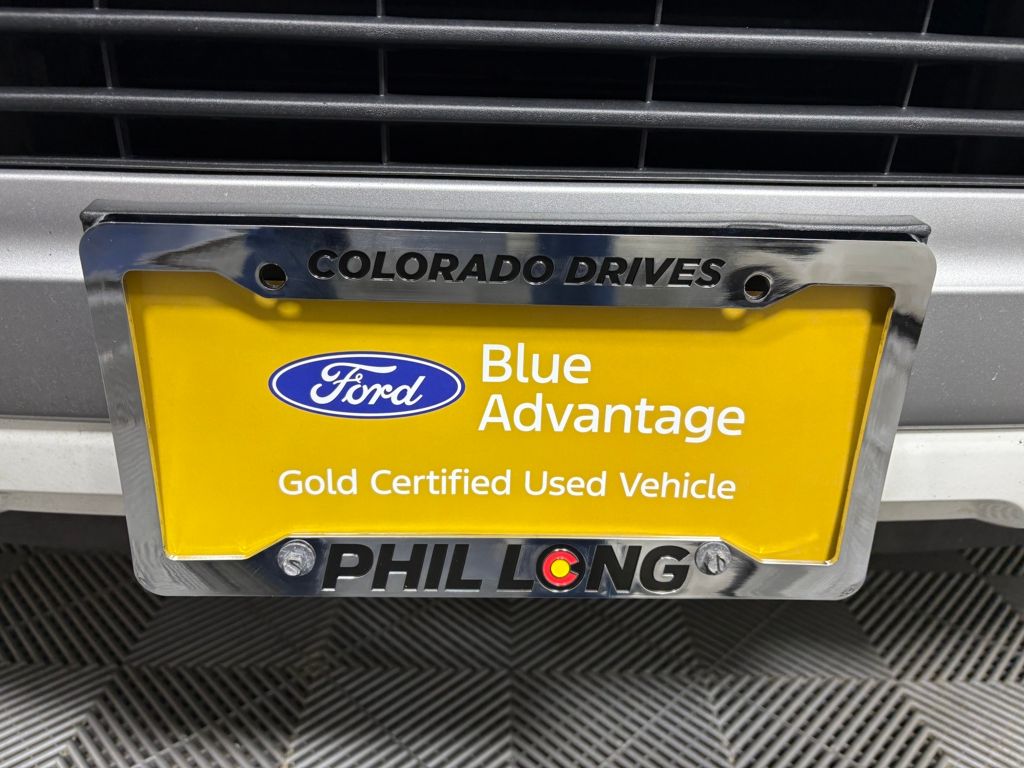 COLORADO DRIVES
Ford
Blue
Advantage
Gold Certified Used Vehicle
PHIL LONG